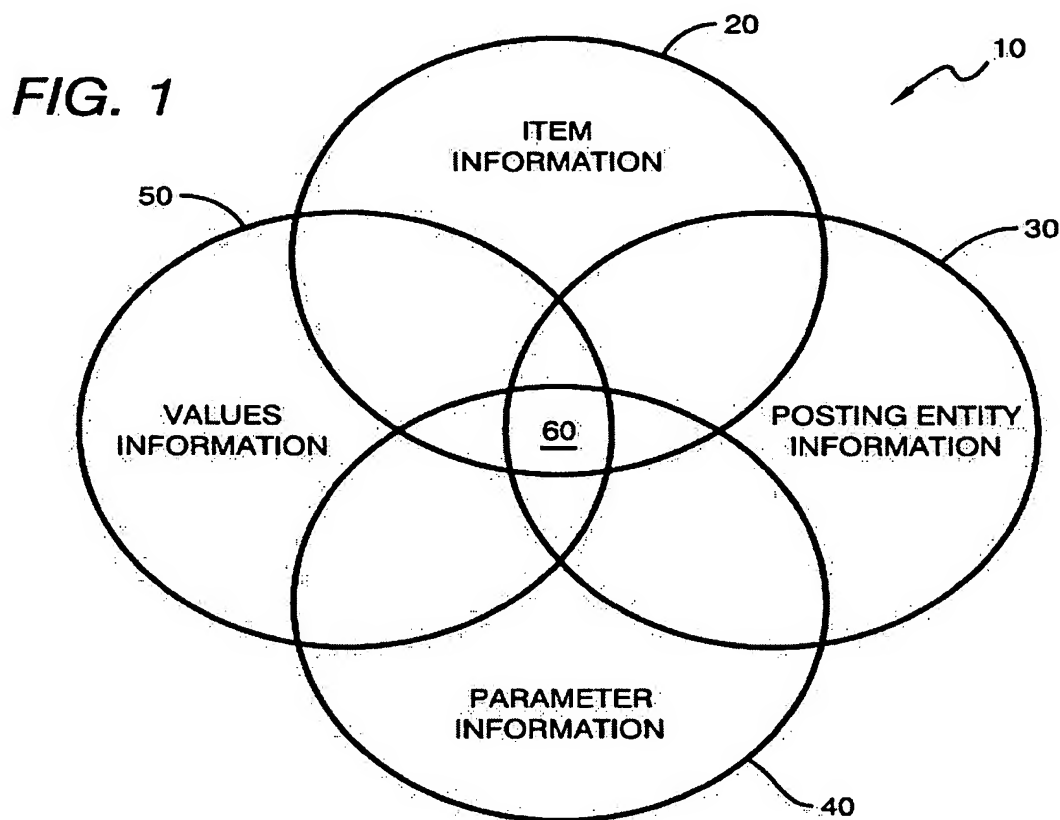 FIG. 1
20
10
ITEM
INFORMATION
50
30
VALUES
INFORMATION
60
POSTING ENTITY
INFORMATION
PARAMETER
INFORMATION
40